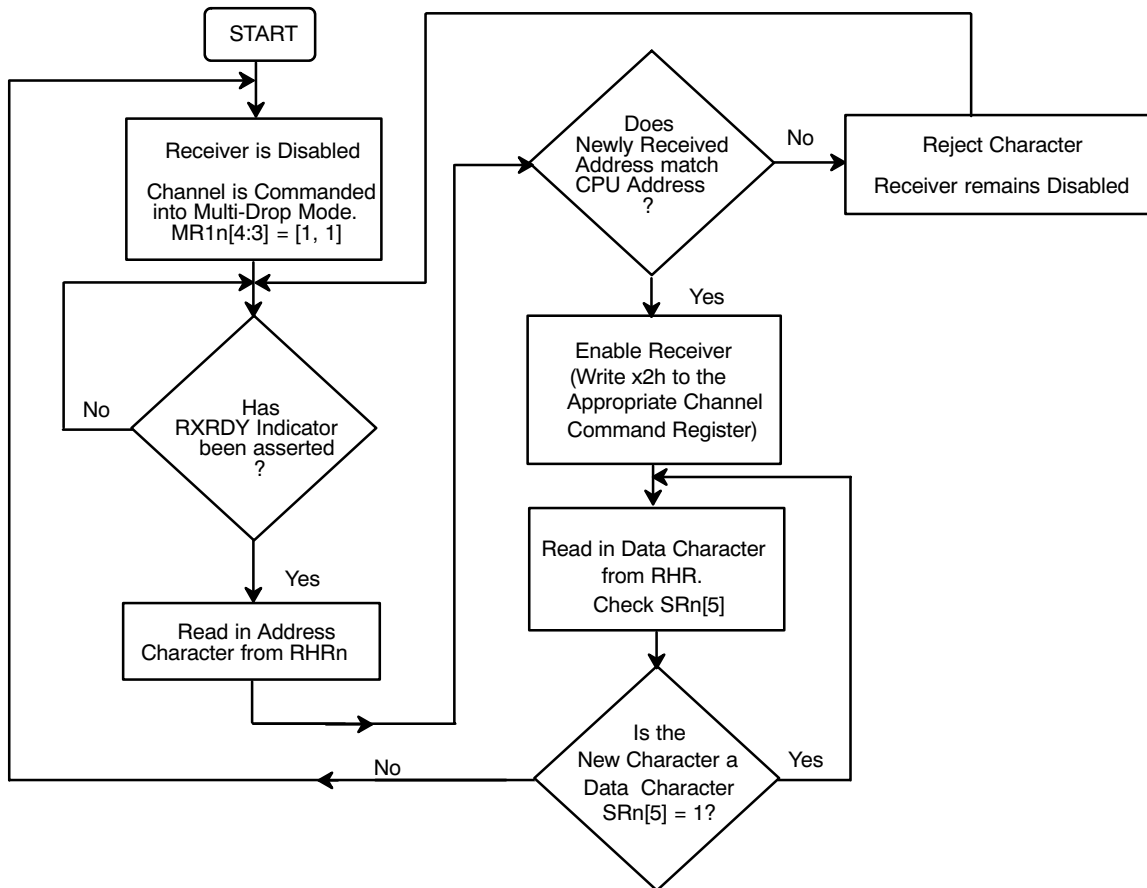 START
Receiver is Disabled
Channel is Commanded
into Multi-Drop Mode.
MR1n[4:3] = [1, 1]
No
Has
RXRDY Indicator
been asserted
?
Yes
Read in Address
Character from RHRn
Does
Newly Received
Address match
CPU Address
?
No
Reject Character
Receiver remains Disabled
Yes
Enable Receiver
(Write x2h to the
Appropriate Channel
Command Register)
Read in Data Character
from RHR.
Check SRn[5]
Is the
New Character a
Data Character
SRn[5] = 1?
Yes
No